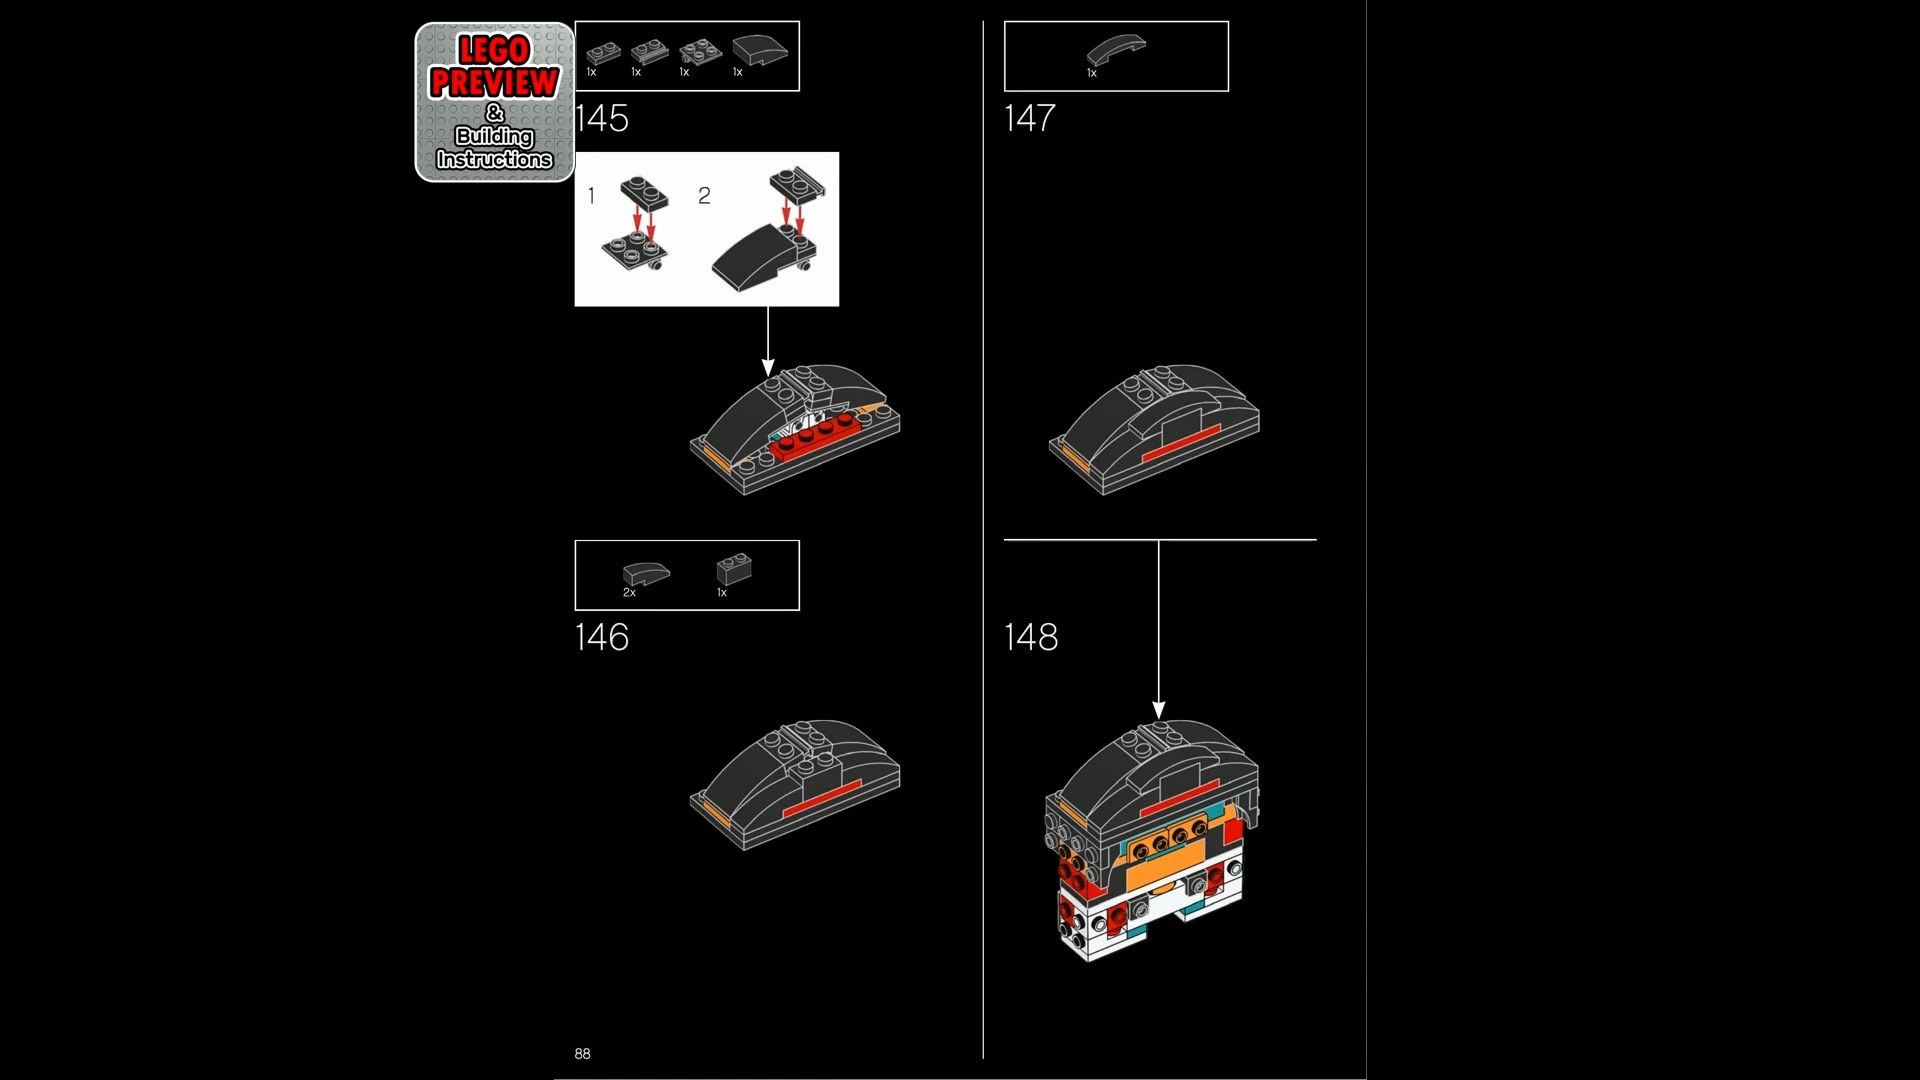 LEGO
PREVIEW
&
Building
Instructions
1x 1x 1x 1x
145
1 2
2x 1x
146
1x
147
148
88